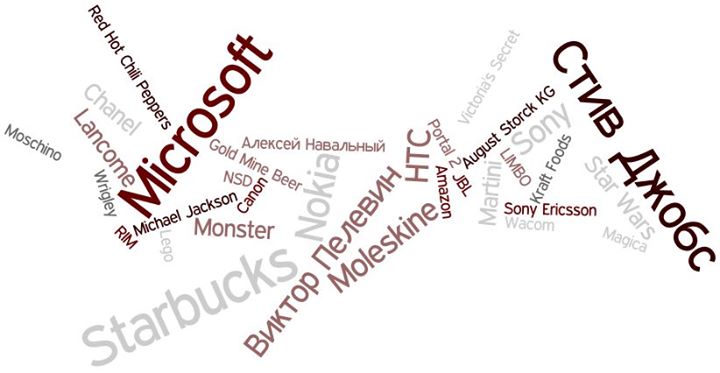 Red Hot Chili Peppers
Microsoft
Chanel
Lancome
Moschino
Wrigley
RIM
Michael Jackson
Lego
NSD
Canon
Gold Mine Beer
Monster
Starbucks
Алексей Навальный
Nokia
Виктор Пелевин
Moleskine
HTC
Portal 2
Amazon
JBL
August Storck KG
Victoria's Secret
Martini
LIMBO
Sony
Kraft Foods
Sony Ericsson
Wacom
Стив Джобс
Star Wars
Magica